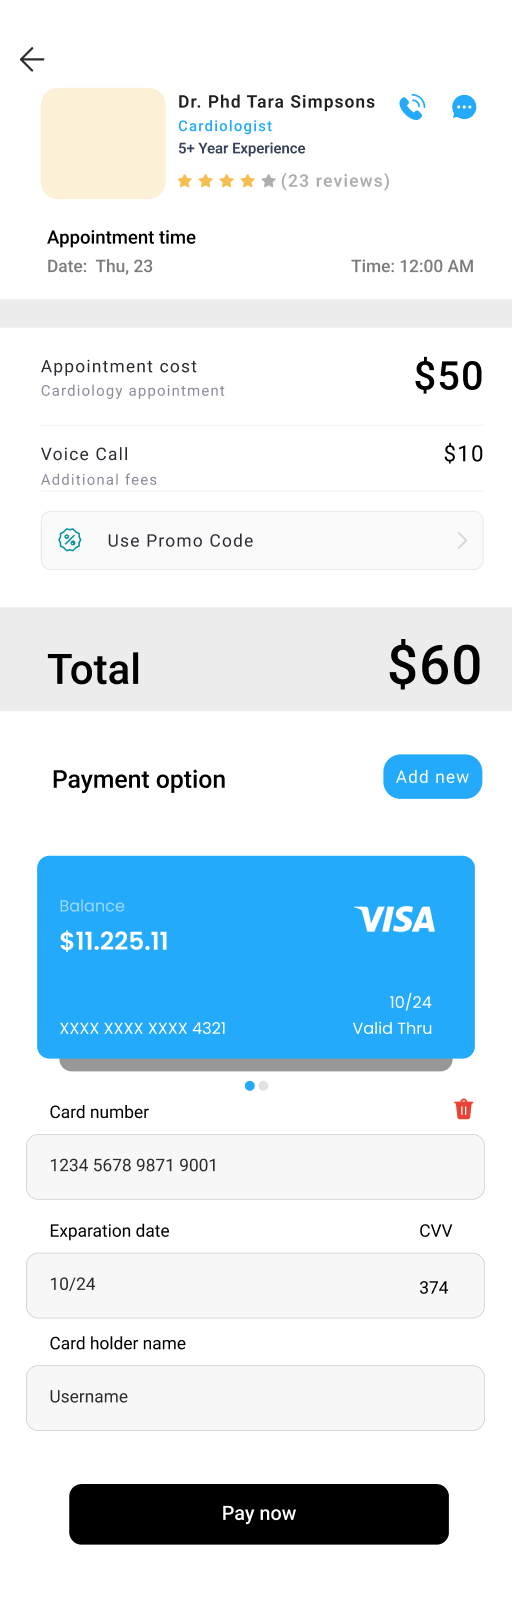 Dr. Phd Tara Simpsons
Cardiologist
5+ Year Experience
(23 reviews)
Appointment time
Date: Thu, 23 Time: 12:00 AM
Appointment cost $50
Cardiology appointment
Voice Call $10
Additional fees
Use Promo Code
Total $60
Payment option Add new
Balance
$11.225.11 VISA
10/24
XXXX XXXX XXXX 4321 Valid Thru
Card number
1234 5678 9871 9001
Exparation date CVV
10/24 374
Card holder name
Username
Pay now